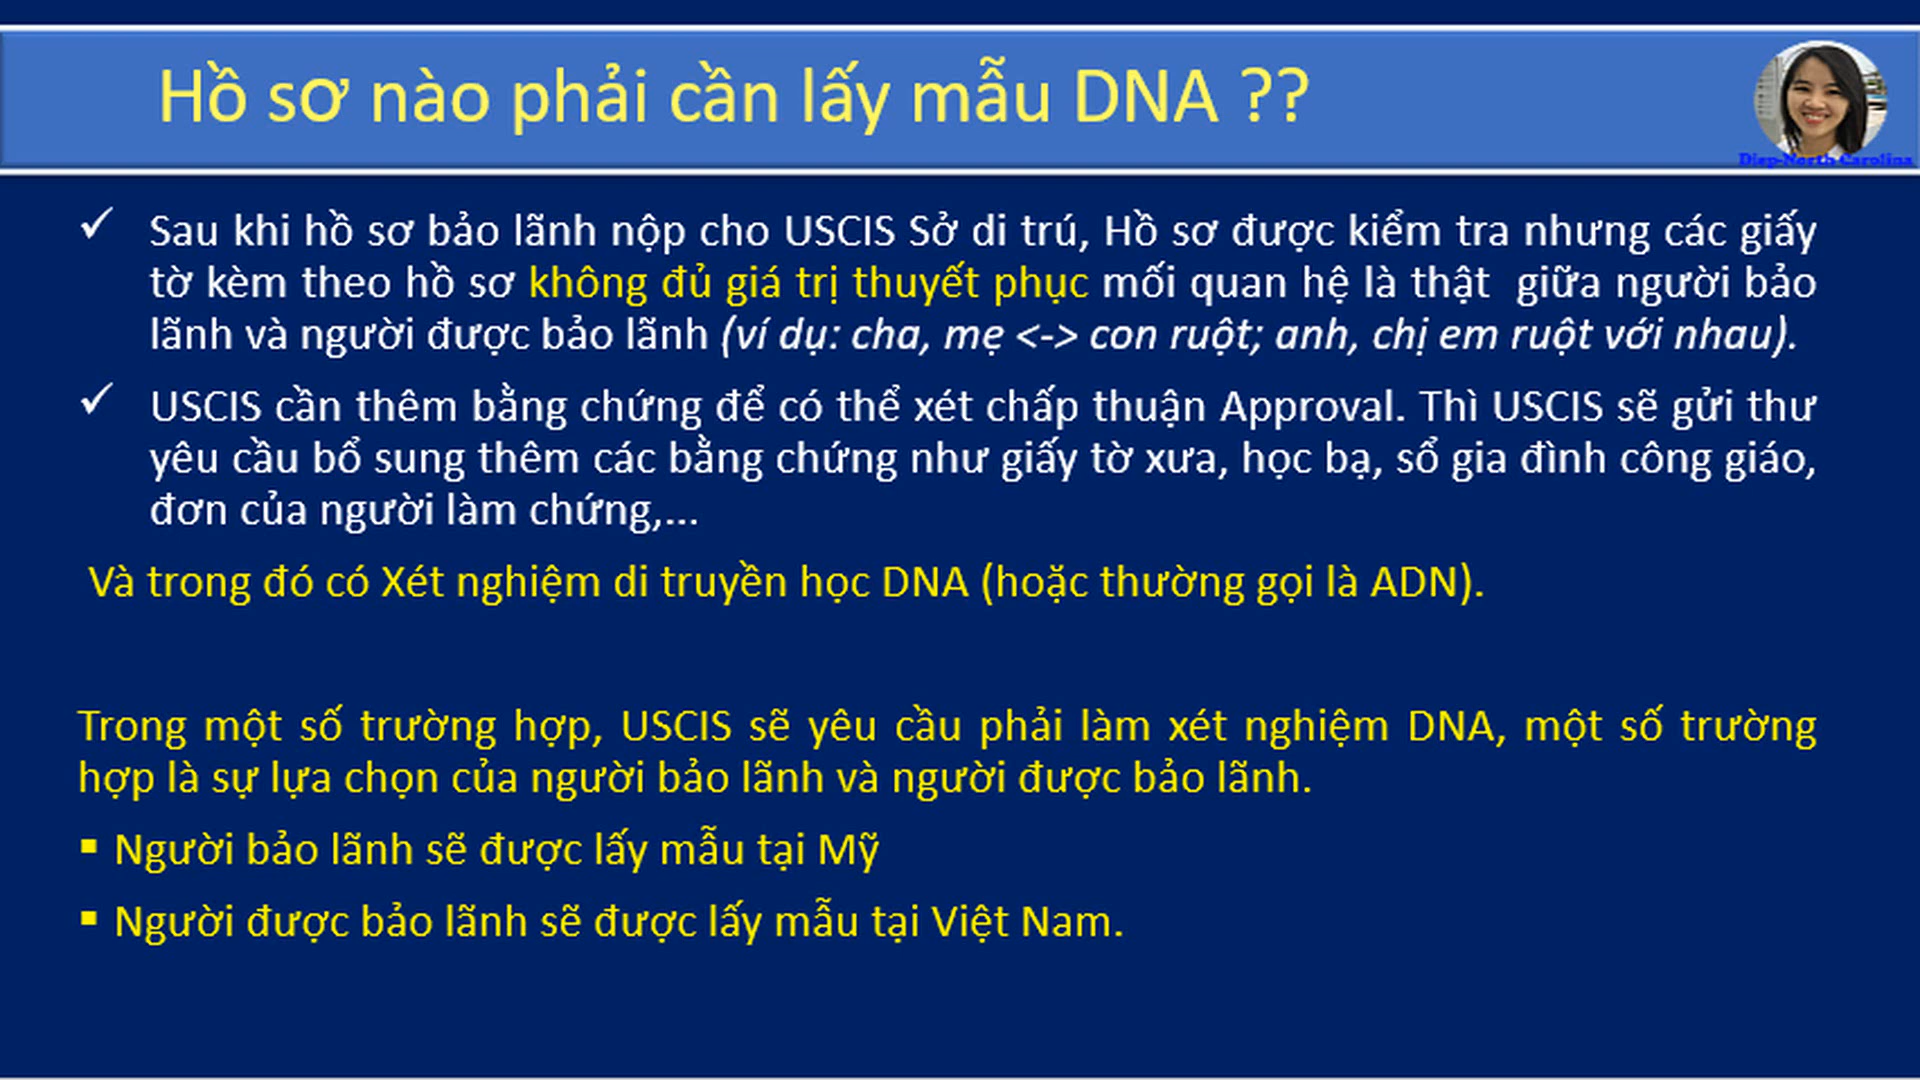 Hồ sơ nào phải cần lấy mẫu DNA ??
Diep-North Carolina
✓ Sau khi hồ sơ bảo lãnh nộp cho USCIS Sở di trú, Hồ sơ được kiểm tra nhưng các giấy
tờ kèm theo hồ sơ không đủ giá trị thuyết phục mối quan hệ là thật giữa người bảo
lãnh và người được bảo lãnh (ví dụ: cha, mẹ <-> con ruột; anh, chị em ruột với nhau).
✓ USCIS cần thêm bằng chứng để có thể xét chấp thuận Approval. Thì USCIS sẽ gửi thư
yêu cầu bổ sung thêm các bằng chứng như giấy tờ xưa, học bạ, sổ gia đình công giáo,
đơn của người làm chứng,...
Và trong đó có Xét nghiệm di truyền học DNA (hoặc thường gọi là ADN).
Trong một số trường hợp, USCIS sẽ yêu cầu phải làm xét nghiệm DNA, một số trường
hợp là sự lựa chọn của người bảo lãnh và người được bảo lãnh.
▪ Người bảo lãnh sẽ được lấy mẫu tại Mỹ
▪ Người được bảo lãnh sẽ được lấy mẫu tại Việt Nam.